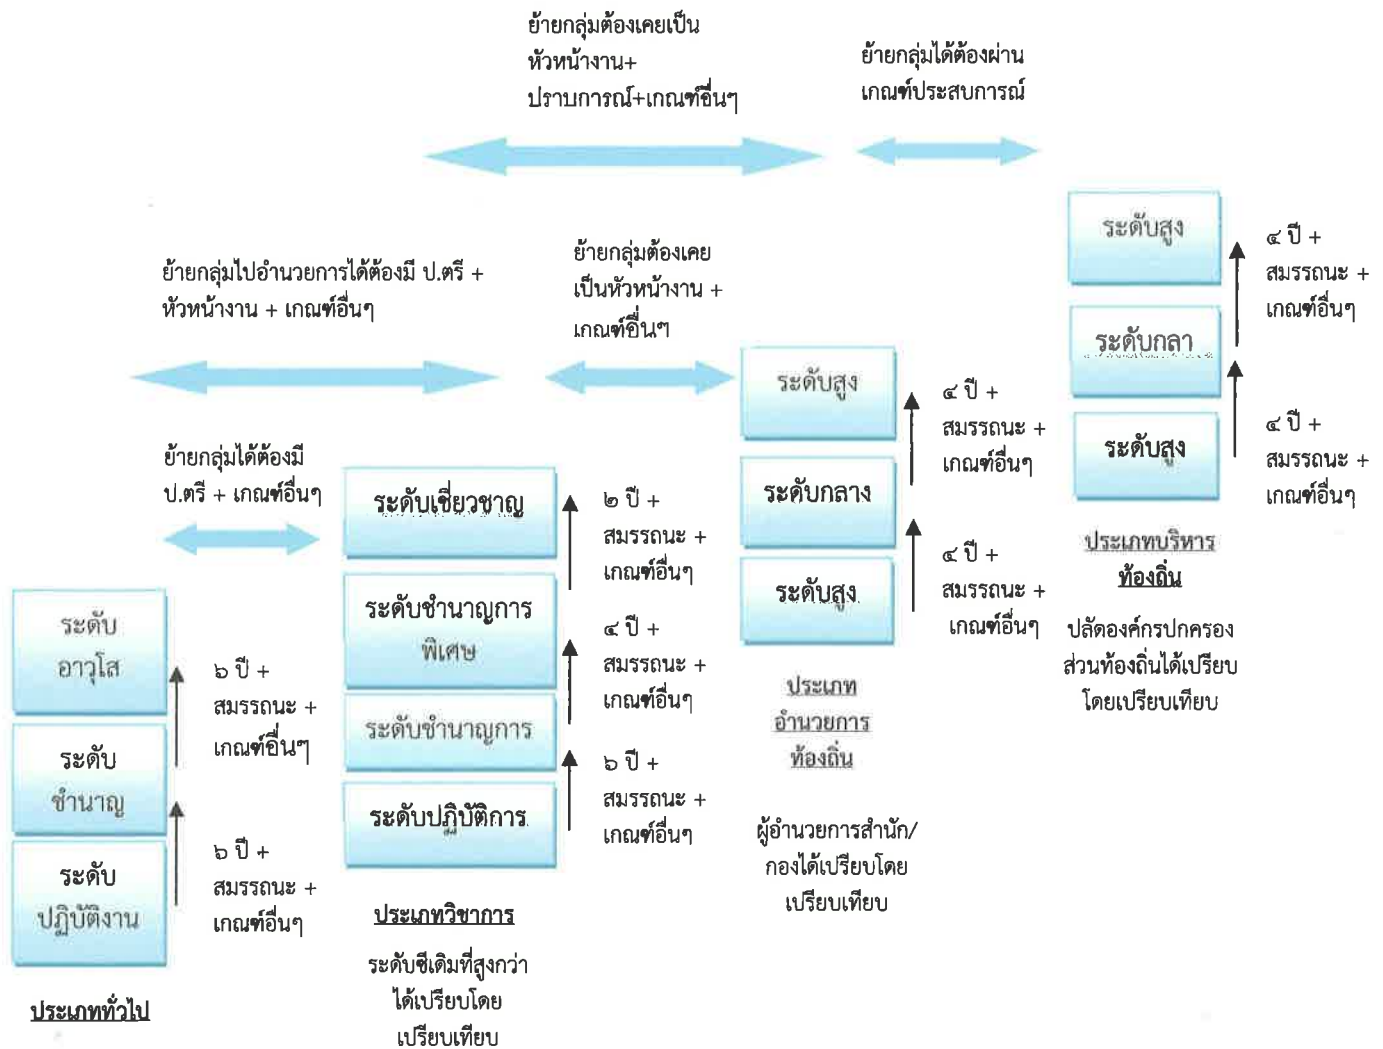 ย้ายกลุ่มต้องเคยเป็น
หัวหน้างาน+
ปราบการณ์+เกณฑ์อื่นๆ
ย้ายกลุ่มได้ต้องผ่าน
เกณฑ์ประสบการณ์
ย้ายกลุ่มไปอำนวยการได้ต้องมี ป.ตรี +
หัวหน้างาน + เกณฑ์อื่นๆ
ย้ายกลุ่มต้องเคย
เป็นหัวหน้างาน +
เกณฑ์อื่นๆ
ย้ายกลุ่มได้ต้องมี
ป.ตรี + เกณฑ์อื่นๆ
ระดับ
อาวุโส
ระดับ
ชำนาญ
ระดับ
ปฏิบัติงาน
๖ ปี +
สมรรถนะ +
เกณฑ์อื่นๆ
๖ ปี +
สมรรถนะ +
เกณฑ์อื่นๆ
ประเภททั่วไป
ระดับเชี่ยวชาญ
ระดับชำนาญการ
พิเศษ
ระดับชำนาญการ
ระดับปฏิบัติการ
๒ ปี +
สมรรถนะ +
เกณฑ์อื่นๆ
๔ ปี +
สมรรถนะ +
เกณฑ์อื่นๆ
๖ ปี +
สมรรถนะ +
เกณฑ์อื่นๆ
ประเภทวิชาการ
ระดับซีเดิมที่สูงกว่า
ได้เปรียบโดย
เปรียบเทียบ
ระดับสูง
ระดับกลาง
ระดับสูง
๔ ปี +
สมรรถนะ +
เกณฑ์อื่นๆ
๔ ปี +
สมรรถนะ +
เกณฑ์อื่นๆ
ประเภท
อำนวยการ
ท้องถิ่น
ผู้อำนวยการสำนัก/
กองได้เปรียบโดย
เปรียบเทียบ
ระดับสูง
ระดับกลา
ระดับสูง
๔ ปี +
สมรรถนะ +
เกณฑ์อื่นๆ
๔ ปี +
สมรรถนะ +
เกณฑ์อื่นๆ
ประเภทบริหาร
ท้องถิ่น
ปลัดองค์กรปกครอง
ส่วนท้องถิ่นได้เปรียบ
โดยเปรียบเทียบ